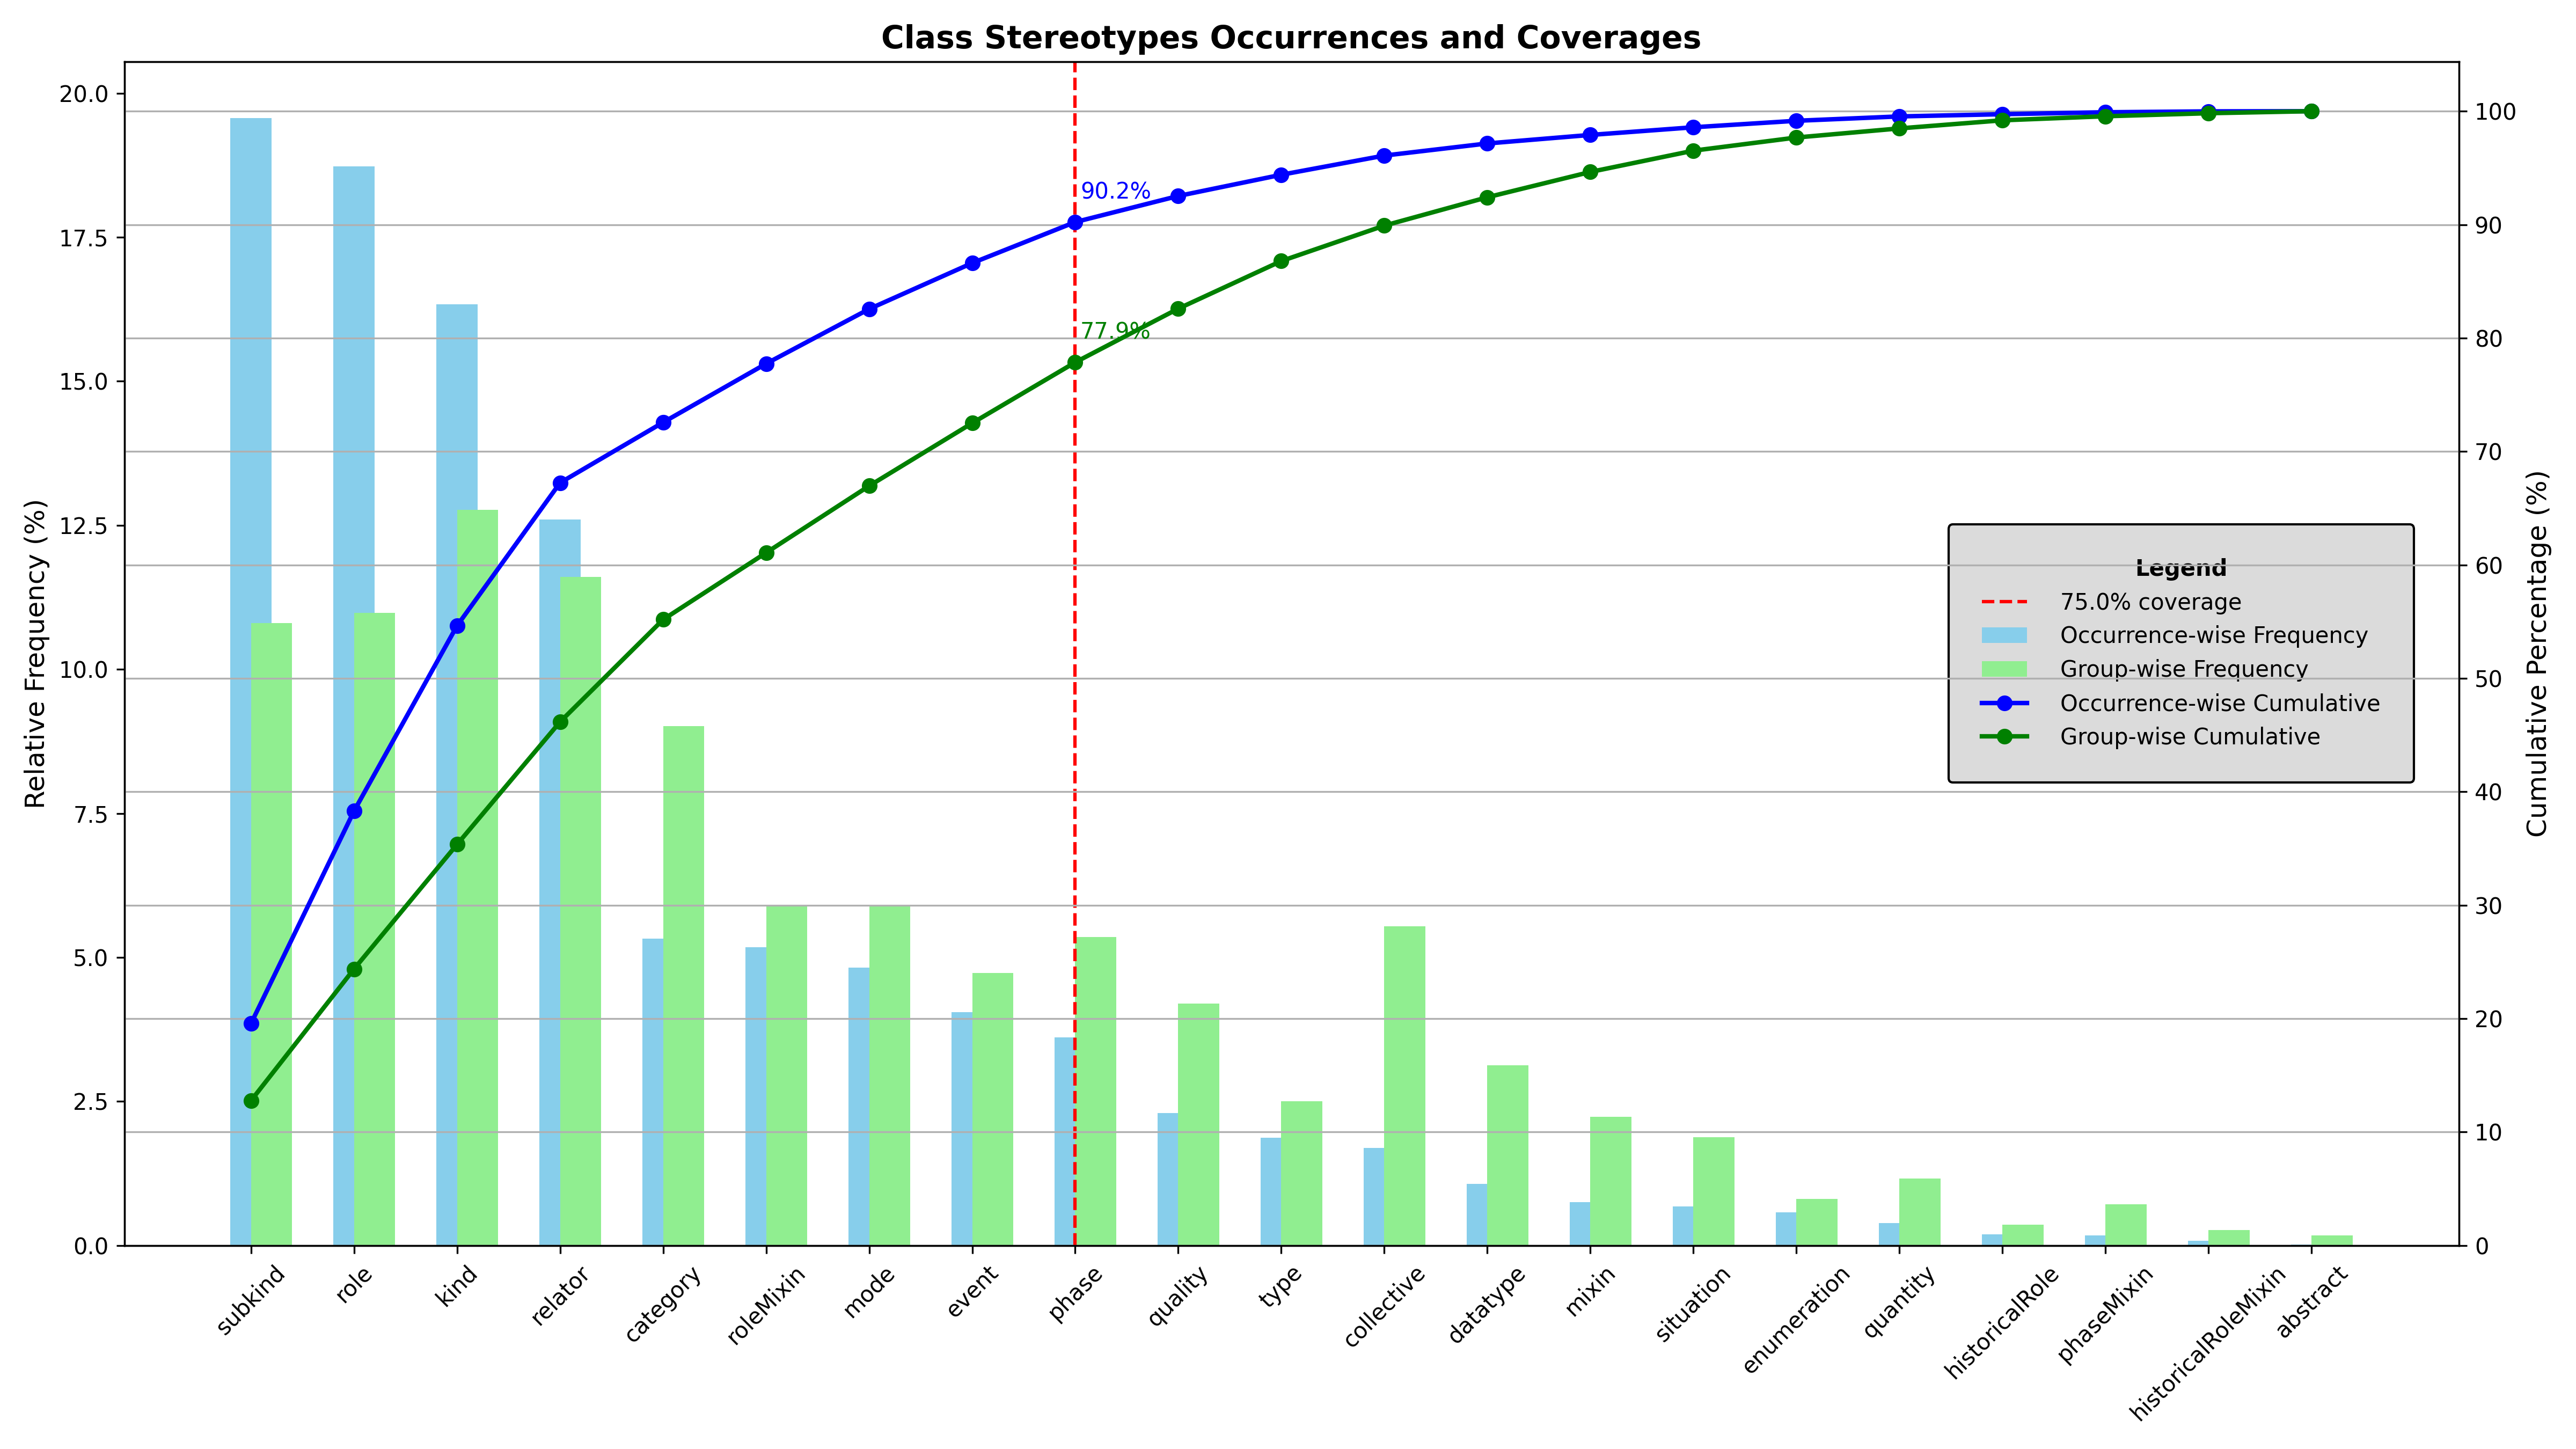 Class Stereotypes Occurrences and Coverages
Relative Frequency (%)
20.0
17.5
15.0
12.5
10.0
7.5
5.0
2.5
0.0
90.2%
77.9%
Legend
75.0% coverage
Occurrence-wise Frequency
Group-wise Frequency
Occurrence-wise Cumulative
Group-wise Cumulative
100
90
80
70
60
50
40
30
20
10
0
Cumulative Percentage (%)
subkind
role
kind
relator
category
roleMixin
mode
event
phase
quality
type
collective
datatype
mixin
situation
enumeration
quantity
historicalRole
phaseMixin
historicalRoleMixin
abstract